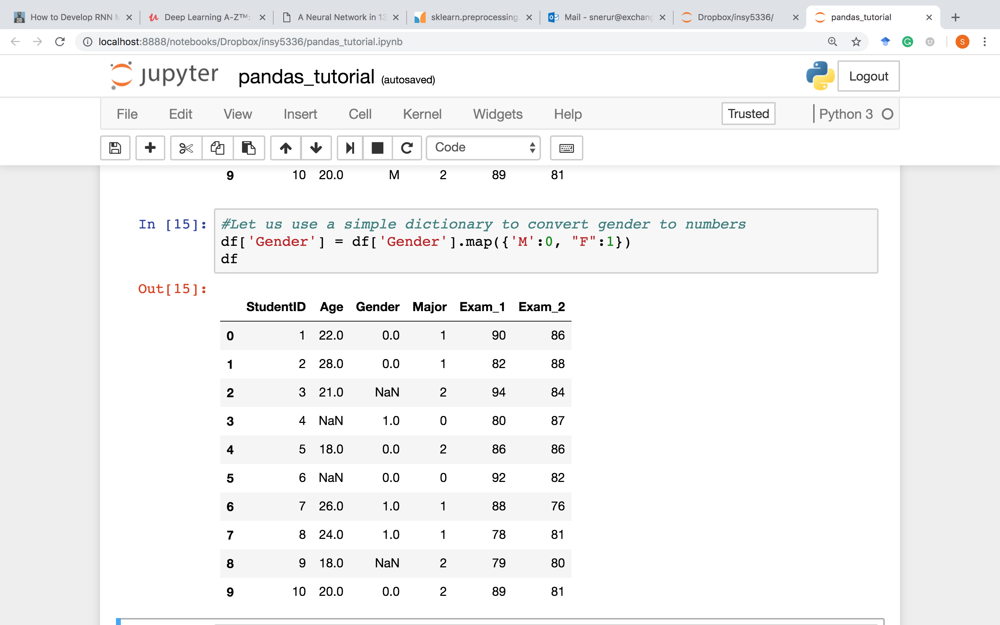 How to Develop RNN M
Deep Learning A-Z™:
A Neural Network in 13
sklearn.preprocessing.
Mail - snerur@exchang
Dropbox/insy5336/
pandas_tutorial
localhost:8888/notebooks/Dropbox/insy5336/pandas_tutorial.ipynb
S
jupyter pandas_tutorial (autosaved)
Logout
File Edit View Insert Cell Kernel Widgets Help Trusted Python 3
Code
9 10 20.0 M 2 89 81
In [15]: #Let us use a simple dictionary to convert gender to numbers
df['Gender'] = df['Gender'].map({'M':0, "F":1})
df
Out[15]:
StudentID Age Gender Major Exam_1 Exam_2
0 1 22.0 0.0 1 90 86
1 2 28.0 0.0 1 82 88
2 3 21.0 NaN 2 94 84
3 4 NaN 1.0 0 80 87
4 5 18.0 0.0 2 86 86
5 6 NaN 0.0 0 92 82
6 7 26.0 1.0 1 88 76
7 8 24.0 1.0 1 78 81
8 9 18.0 NaN 2 79 80
9 10 20.0 0.0 2 89 81